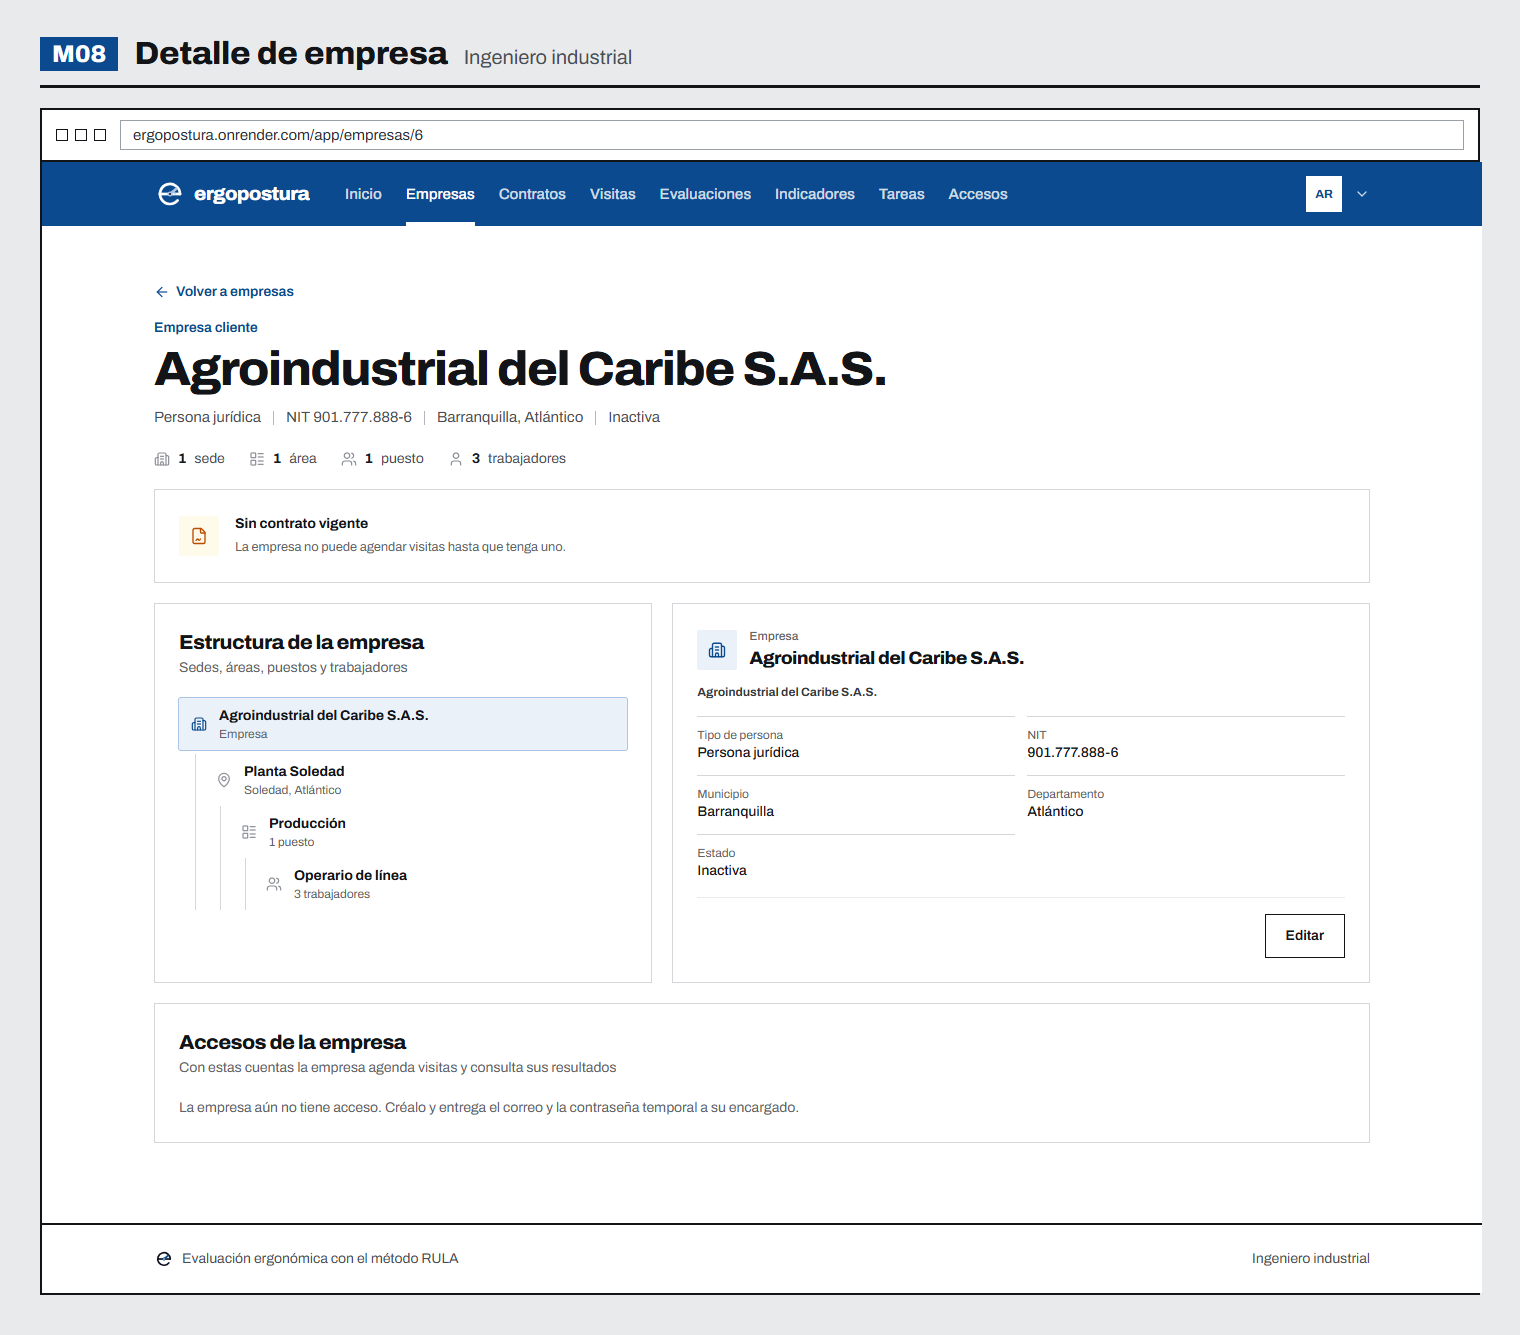 M08 Detalle de empresa Ingeniero industrial
ergopostura.onrender.com/app/empresas/6
ergopostura Inicio Empresas Contratos Visitas Evaluaciones Indicadores Tareas Accesos AR
Volver a empresas
Empresa cliente
Agroindustrial del Caribe S.A.S.
Persona jurídica | NIT 901.777.888-6 | Barranquilla, Atlántico | Inactiva
1 sede 1 área 1 puesto 3 trabajadores
Sin contrato vigente
La empresa no puede agendar visitas hasta que tenga uno.
Estructura de la empresa
Sedes, áreas, puestos y trabajadores
Agroindustrial del Caribe S.A.S.
Empresa
Planta Soledad
Soledad, Atlántico
Producción
1 puesto
Operario de línea
3 trabajadores
Empresa
Agroindustrial del Caribe S.A.S.
Agroindustrial del Caribe S.A.S.
Tipo de persona
Persona jurídica
NIT
901.777.888-6
Municipio
Barranquilla
Departamento
Atlántico
Estado
Inactiva
Editar
Accesos de la empresa
Con estas cuentas la empresa agenda visitas y consulta sus resultados
La empresa aún no tiene acceso. Créalo y entrega el correo y la contraseña temporal a su encargado.
Evaluación ergonómica con el método RULA
Ingeniero industrial